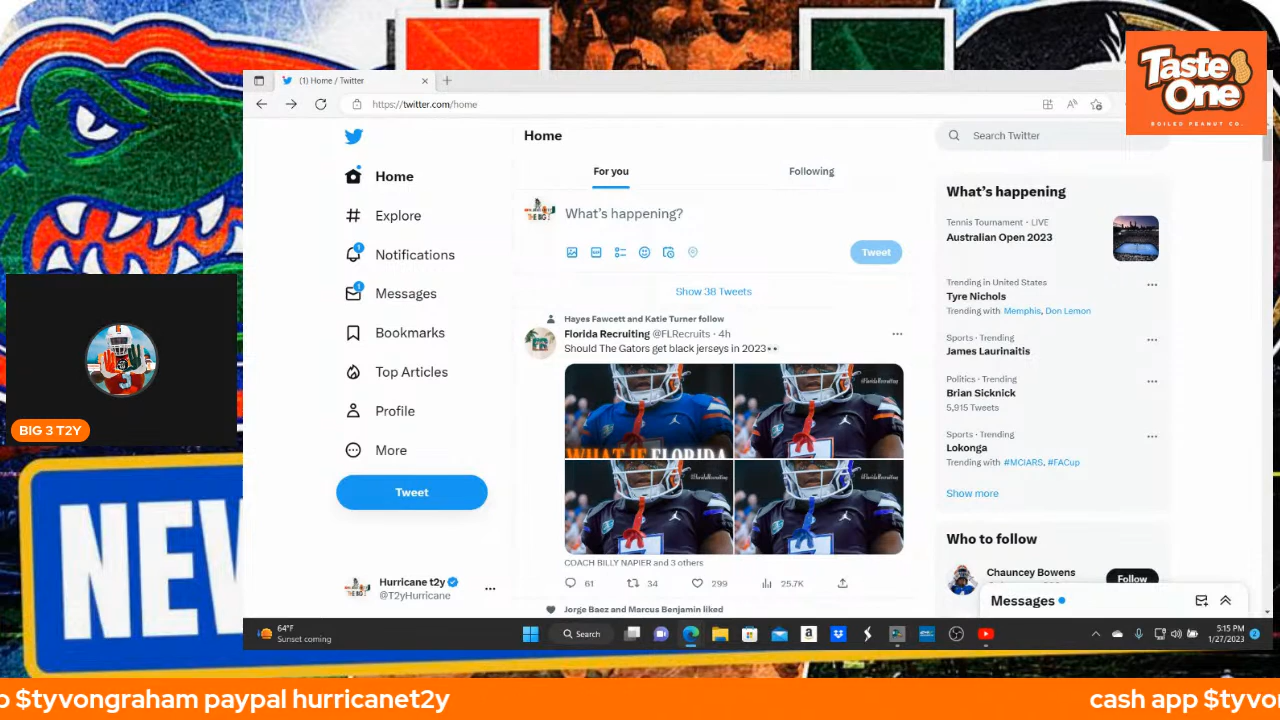 (1) Home / Twitter
https://twitter.com/home
Taste
One
BOILED PEANUT CO.
Home
Explore
Notifications
1
Messages
1
Bookmarks
Top Articles
Profile
More
Tweet
Hurricane t2y
@T2yHurricane
Home
For you
Following
THE BIG
What's happening?
Tweet
Show 38 Tweets
Hayes Fawcett and Katie Turner follow
Florida Recruiting @FLRecruits · 4h
Should The Gators get black jerseys in 2023👀
WHAT IF FLORIDA
COACH BILLY NAPIER and 3 others
61
34
299
25.7K
Jorge Baez and Marcus Benjamin liked
Search Twitter
What's happening
Tennis Tournament · LIVE
Australian Open 2023
Trending in United States
Tyre Nichols
Trending with Memphis, Don Lemon
Sports · Trending
James Laurinaitis
Politics · Trending
Brian Sicknick
5,915 Tweets
Sports · Trending
Lokonga
Trending with #MCIARS, #FACup
Show more
Who to follow
Chauncey Bowens
Follow
Messages
BIG 3 T2Y
NEW
64°F
Sunset coming
Search
5:15 PM
1/27/2023
2
p $tyvongraham paypal hurricanet2y
cash app $tyvo